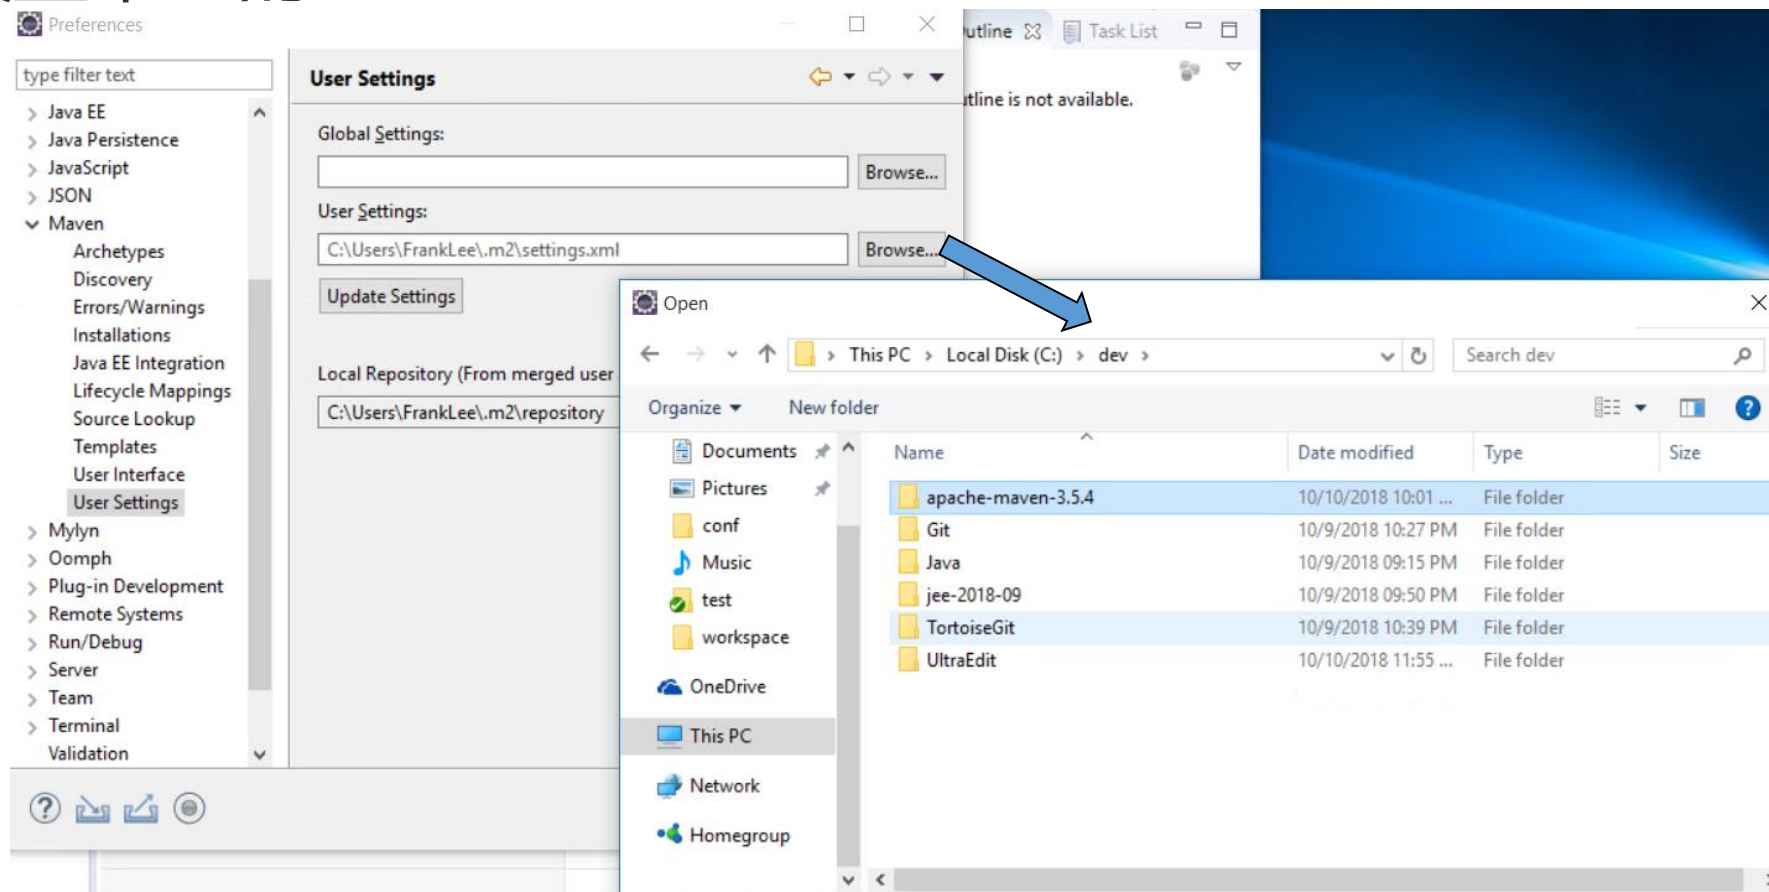 Preferences
type filter text
Java EE
Java Persistence
JavaScript
JSON
Maven
Archetypes
Discovery
Errors/Warnings
Installations
Java EE Integration
Lifecycle Mappings
Source Lookup
Templates
User Interface
User Settings
Mylyn
Oomph
Plug-in Development
Remote Systems
Run/Debug
Server
Team
Terminal
Validation
User Settings
Global Settings:
Browse...
User Settings:
C:\Users\FrankLee\.m2\settings.xml
Browse...
Update Settings
Local Repository (From merged user
C:\Users\FrankLee\.m2\repository
utline
Task List
utline is not available.
Open
This PC > Local Disk (C:) > dev >
Search dev
Organize
New folder
Documents
Pictures
conf
Music
test
workspace
OneDrive
This PC
Network
Homegroup
Name Date modified Type Size
apache-maven-3.5.4 10/10/2018 10:01 ... File folder
Git 10/9/2018 10:27 PM File folder
Java 10/9/2018 09:15 PM File folder
jee-2018-09 10/9/2018 09:50 PM File folder
TortoiseGit 10/9/2018 10:39 PM File folder
UltraEdit 10/10/2018 11:55 ... File folder